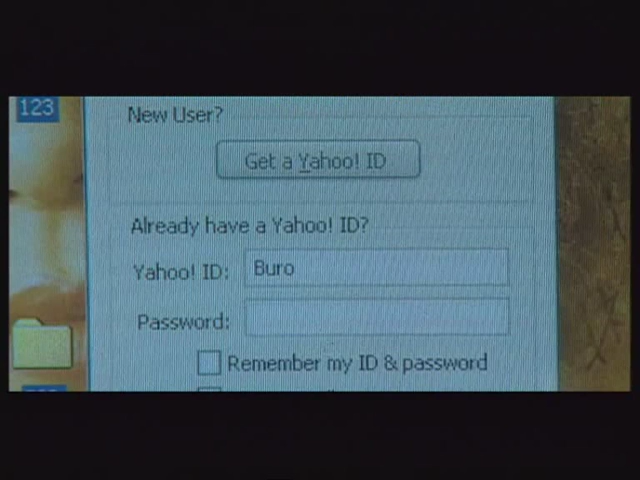 123
New User?
Get a Yahoo! ID
Already have a Yahoo! ID?
Yahoo! ID: Buro
Password:
Remember my ID & password